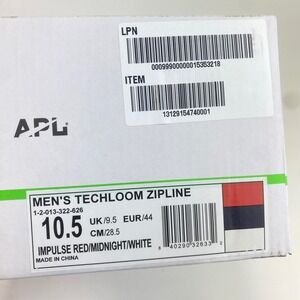 LPN
00099900000015353218
ITEM
13129154740001
APL
MEN'S TECHLOOM ZIPLINE
1-2-013-322-626
10.5 UK/9.5 EUR/44
CM/28.5
IMPULSE RED/MIDNIGHT/WHITE
MADE IN CHINA